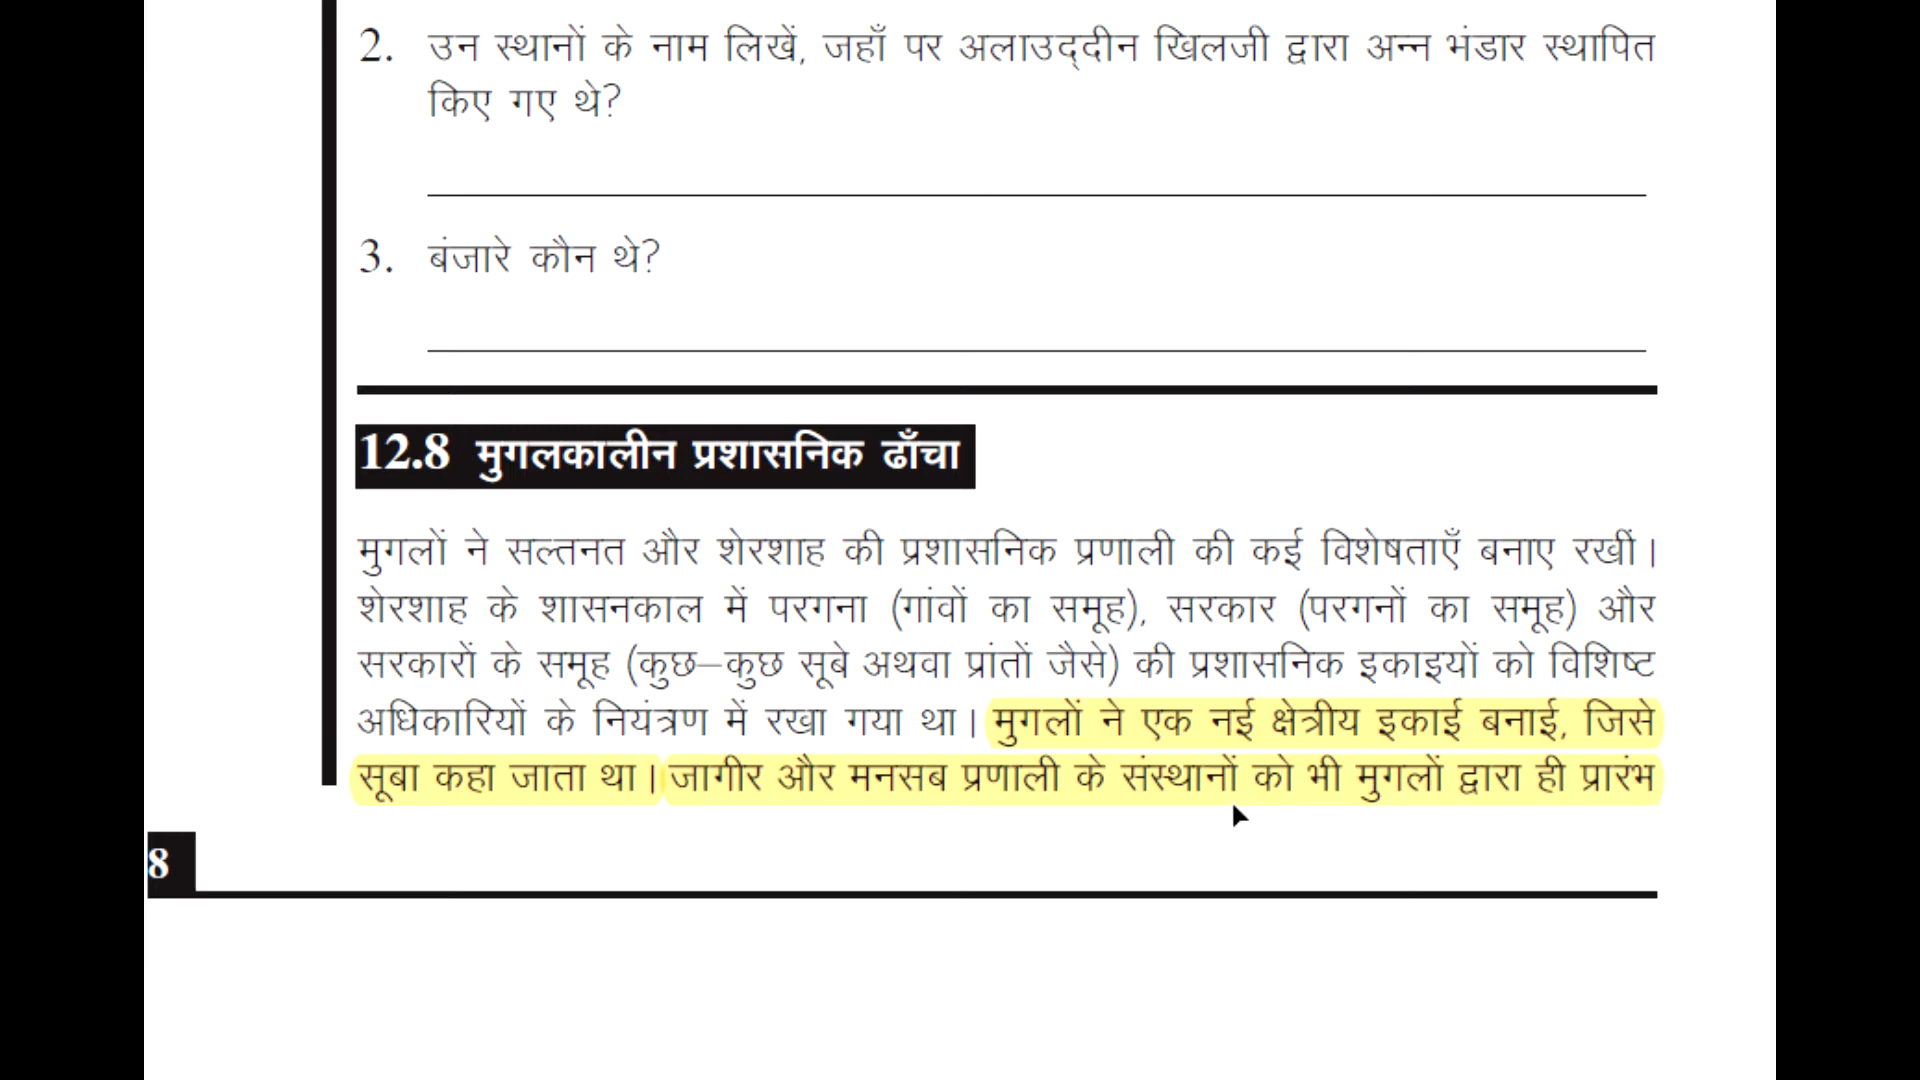 2. उन स्थानों के नाम लिखें, जहाँ पर अलाउद्‌दीन खिलजी द्वारा अन्न भंडार स्थापित
किए गए थे?
3. बंजारे कौन थे?
12.8 मुगलकालीन प्रशासनिक ढाँचा
मुगलों ने सल्तनत और शेरशाह की प्रशासनिक प्रणाली की कई विशेषताएँ बनाए रखीं।
शेरशाह के शासनकाल में परगना (गांवों का समूह), सरकार (परगनों का समूह) और
सरकारों के समूह (कुछ–कुछ सूबे अथवा प्रांतों जैसे) की प्रशासनिक इकाइयों को विशिष्ट
अधिकारियों के नियंत्रण में रखा गया था। मुगलों ने एक नई क्षेत्रीय इकाई बनाई, जिसे
सूबा कहा जाता था। जागीर और मनसब प्रणाली के संस्थानों को भी मुगलों द्वारा ही प्रारंभ
8